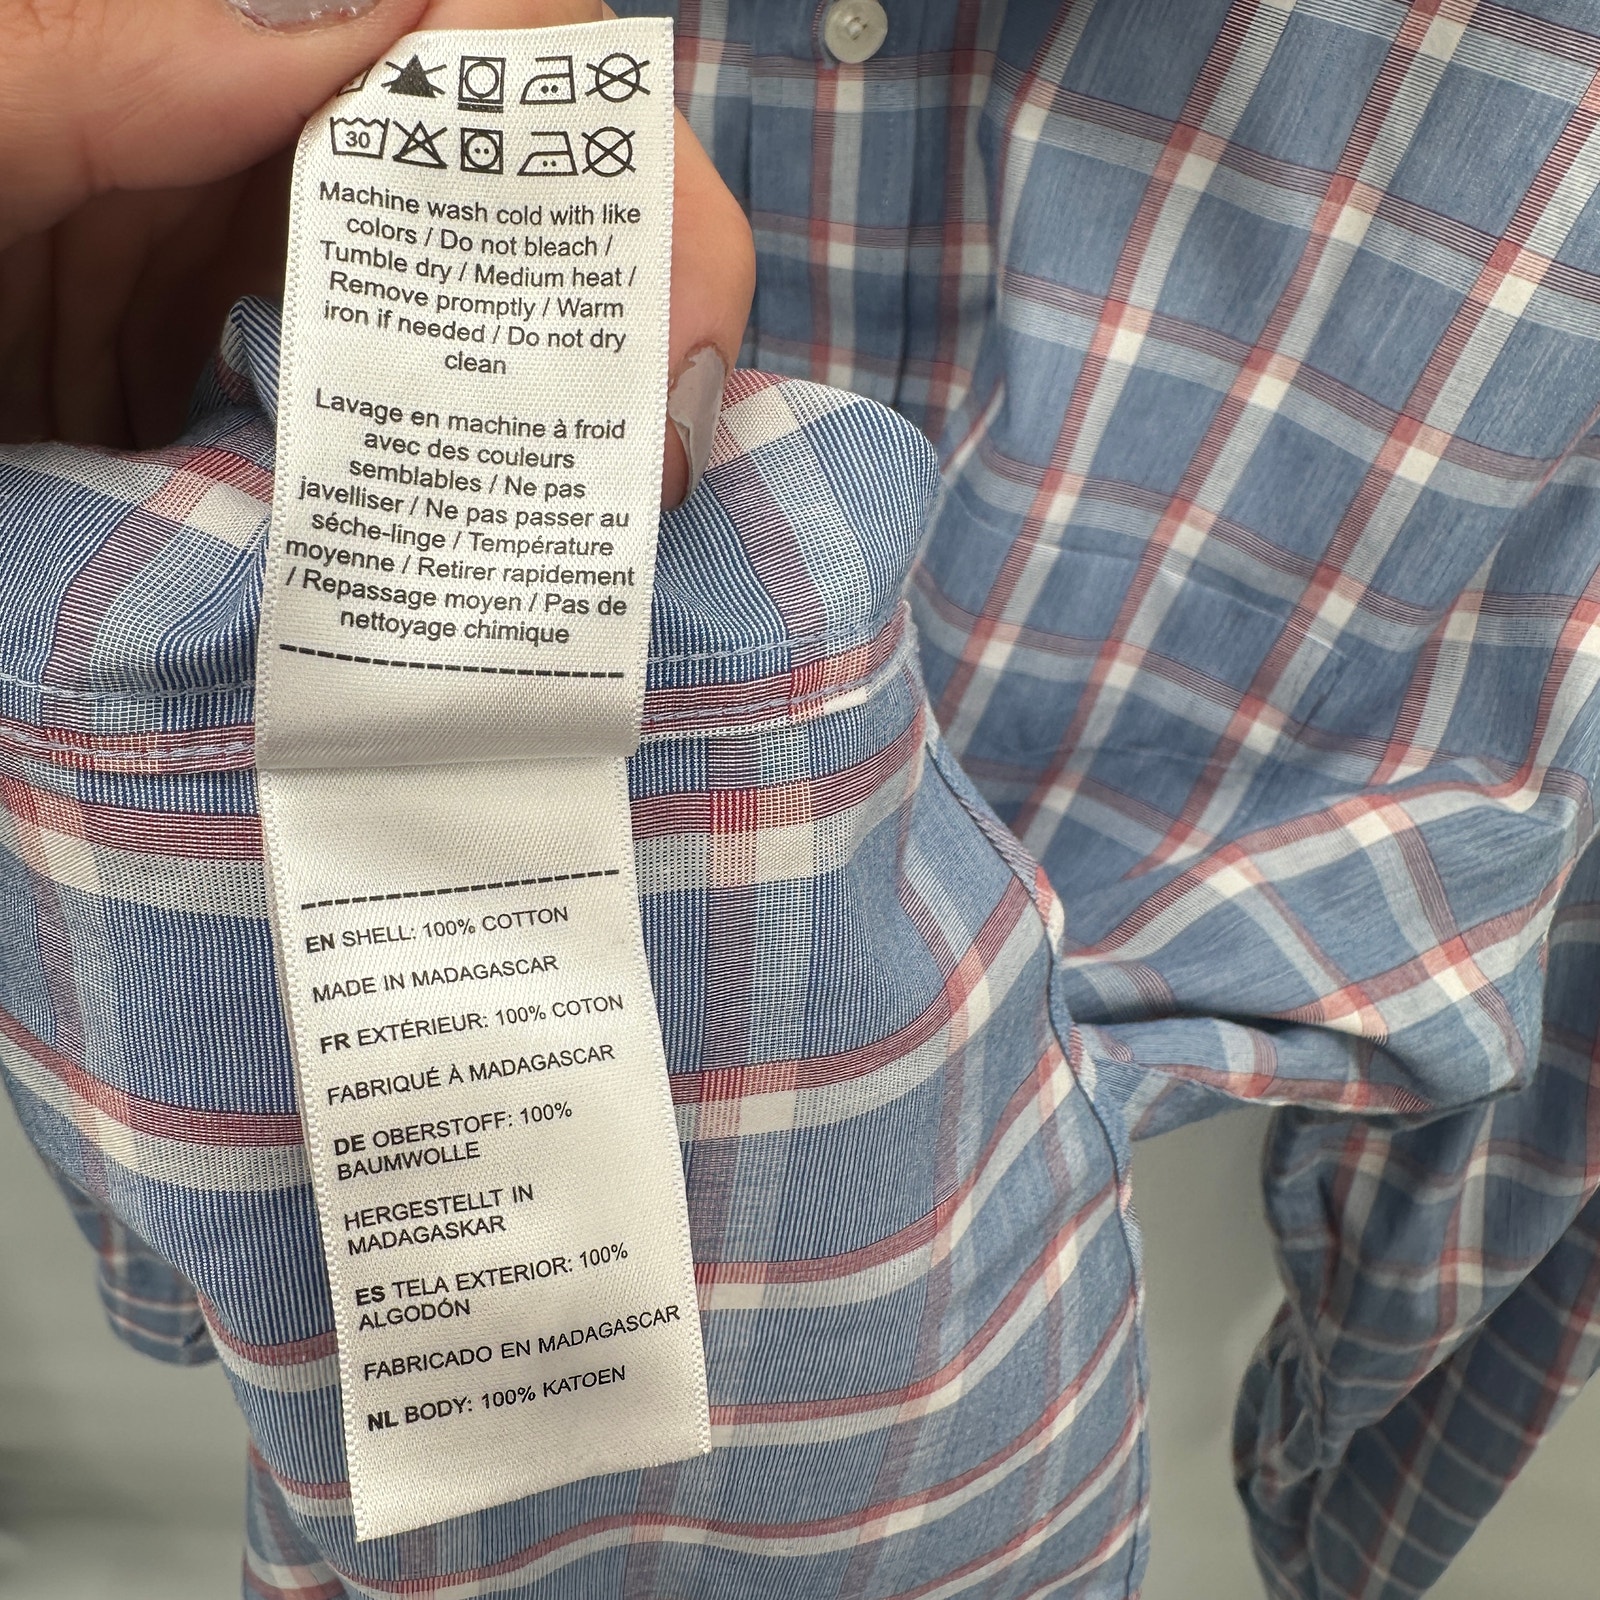 30
Machine wash cold with like
colors / Do not bleach /
Tumble dry / Medium heat /
Remove promptly / Warm
iron if needed / Do not dry
clean
Lavage en machine à froid
avec des couleurs
semblables / Ne pas
javelliser / Ne pas passer au
séche-linge / Température
moyenne / Retirer rapidement
/ Repassage moyen / Pas de
nettoyage chimique
EN SHELL: 100% COTTON
MADE IN MADAGASCAR
FR EXTÉRIEUR: 100% COTON
FABRIQUÉ À MADAGASCAR
DE OBERSTOFF: 100%
BAUMWOLLE
HERGESTELLT IN
MADAGASKAR
ES TELA EXTERIOR: 100%
ALGODÓN
FABRICADO EN MADAGASCAR
NL BODY: 100% KATOEN